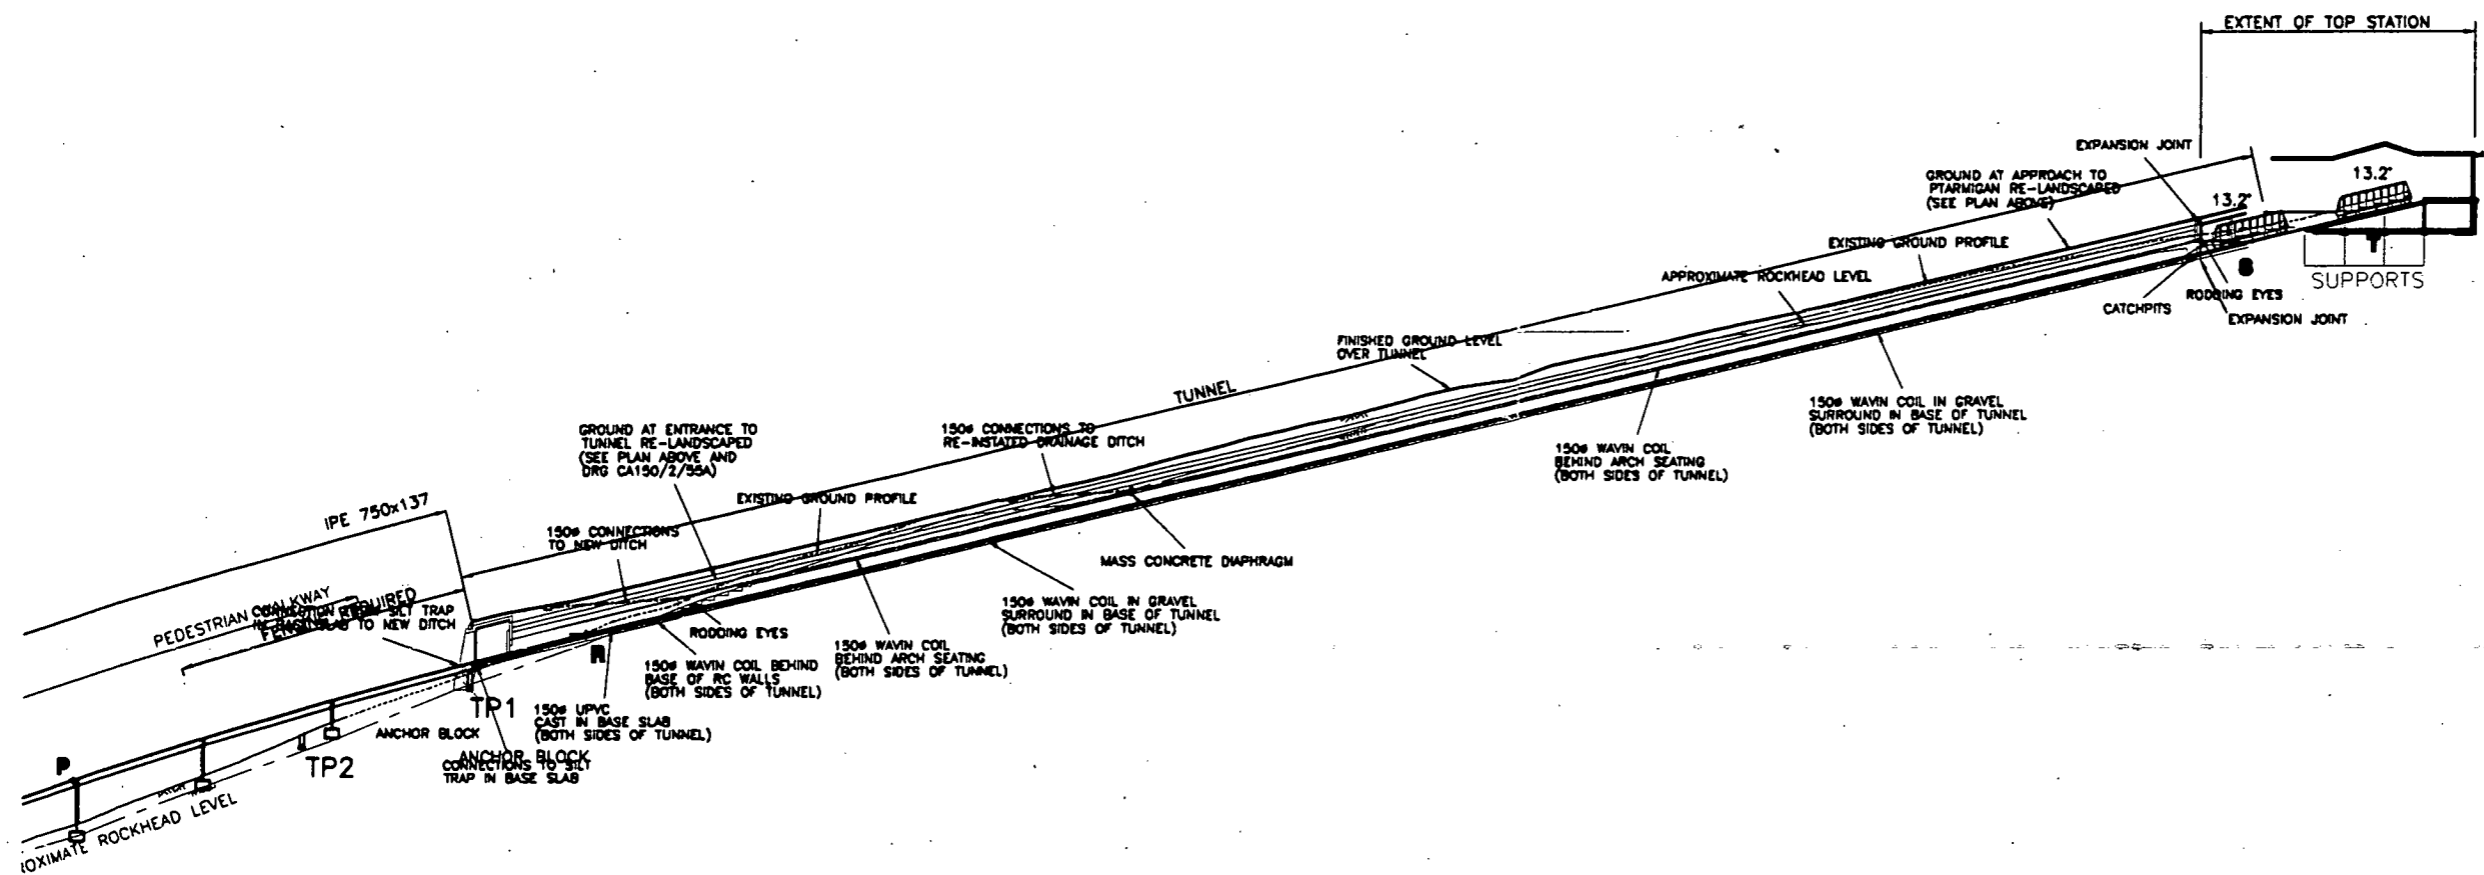 EXTENT OF TOP STATION
EXPANSION JOINT
13.2°
GROUND AT APPROACH TO
PTARMIGAN RE-LANDSCAPED
(SEE PLAN ABOVE)
13.2°
EXISTING GROUND PROFILE
APPROXIMATE ROCKHEAD LEVEL
S
SUPPORTS
RODDING EYES
CATCHPITS
EXPANSION JOINT
FINISHED GROUND LEVEL
OVER TUNNEL
TUNNEL
150ø WAVIN COIL IN GRAVEL
SURROUND IN BASE OF TUNNEL
(BOTH SIDES OF TUNNEL)
GROUND AT ENTRANCE TO
TUNNEL RE-LANDSCAPED
(SEE PLAN ABOVE AND
DRG CA150/2/55A)
150ø CONNECTIONS TO
RE-INSTATED DRAINAGE DITCH
150ø WAVIN COIL
BEHIND ARCH SEATING
(BOTH SIDES OF TUNNEL)
EXISTING GROUND PROFILE
IPE 750x137
150ø CONNECTIONS
TO NEW DITCH
MASS CONCRETE DIAPHRAGM
PEDESTRIAN WALKWAY
SILT TRAP
TO NEW DITCH
REQUIRED
150ø WAVIN COIL IN GRAVEL
SURROUND IN BASE OF TUNNEL
(BOTH SIDES OF TUNNEL)
RODDING EYES
R
150ø WAVIN COIL
BEHIND ARCH SEATING
(BOTH SIDES OF TUNNEL)
150ø WAVIN COIL BEHIND
BASE OF RC WALLS
(BOTH SIDES OF TUNNEL)
TP1
150ø UPVC
CAST IN BASE SLAB
(BOTH SIDES OF TUNNEL)
ANCHOR BLOCK
ANCHOR BLOCK
CONNECTIONS TO SILT
TRAP IN BASE SLAB
P
TP2
OXIMATE ROCKHEAD LEVEL